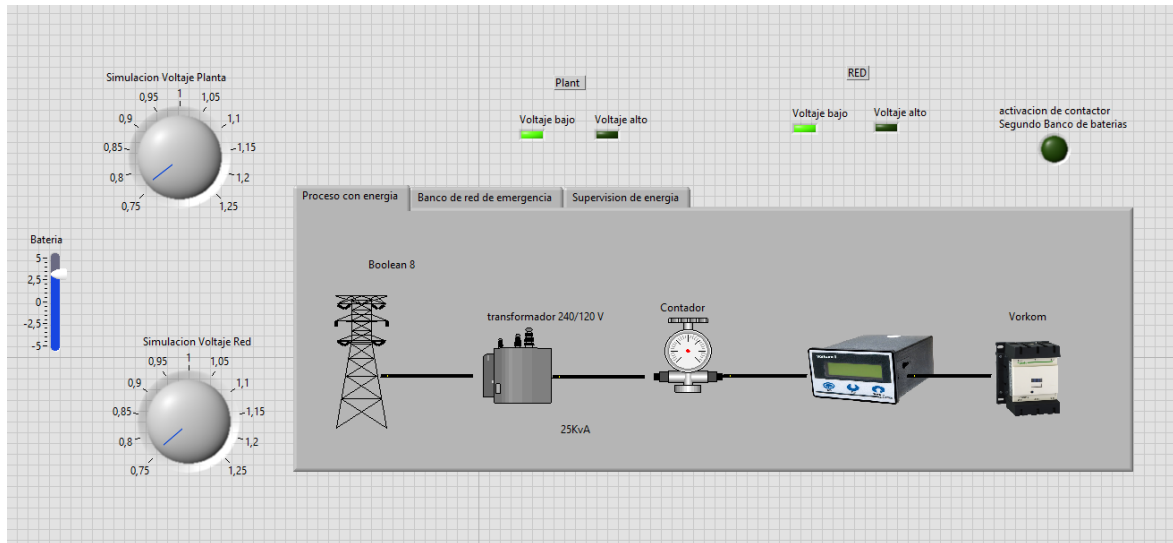 Simulacion Voltaje Planta
0,75
0,8
0,85
0,9
0,95
1
1,05
1,1
1,15
1,2
1,25
Plant
Voltaje bajo
Voltaje alto
RED
Voltaje bajo
Voltaje alto
activacion de contactor
Segundo Banco de baterias
Bateria
5
2,5
0
-2,5
-5
Simulacion Voltaje Red
0,75
0,8
0,85
0,9
0,95
1
1,05
1,1
1,15
1,2
1,25
Proceso con energia
Banco de red de emergencia
Supervision de energia
Boolean 8
transformador 240/120 V
25KvA
Contador
Vorkom